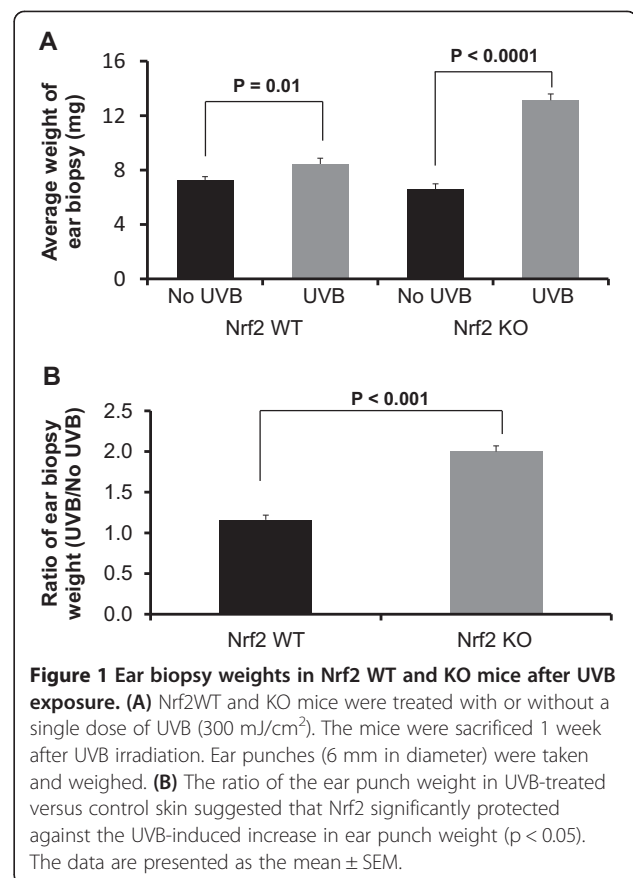 A
P < 0.0001
P = 0.01
Average weight of
ear biopsy (mg)
16
12
8
4
0
No UVB UVB No UVB UVB
Nrf2 WT Nrf2 KO
B
P < 0.001
Ratio of ear biopsy
weight (UVB/No UVB)
2.5
2.0
1.5
1.0
0.5
0.0
Nrf2 WT Nrf2 KO
Figure 1 Ear biopsy weights in Nrf2 WT and KO mice after UVB
exposure. (A) Nrf2WT and KO mice were treated with or without a
single dose of UVB (300 mJ/cm²). The mice were sacrificed 1 week
after UVB irradiation. Ear punches (6 mm in diameter) were taken
and weighed. (B) The ratio of the ear punch weight in UVB-treated
versus control skin suggested that Nrf2 significantly protected
against the UVB-induced increase in ear punch weight (p < 0.05).
The data are presented as the mean ± SEM.